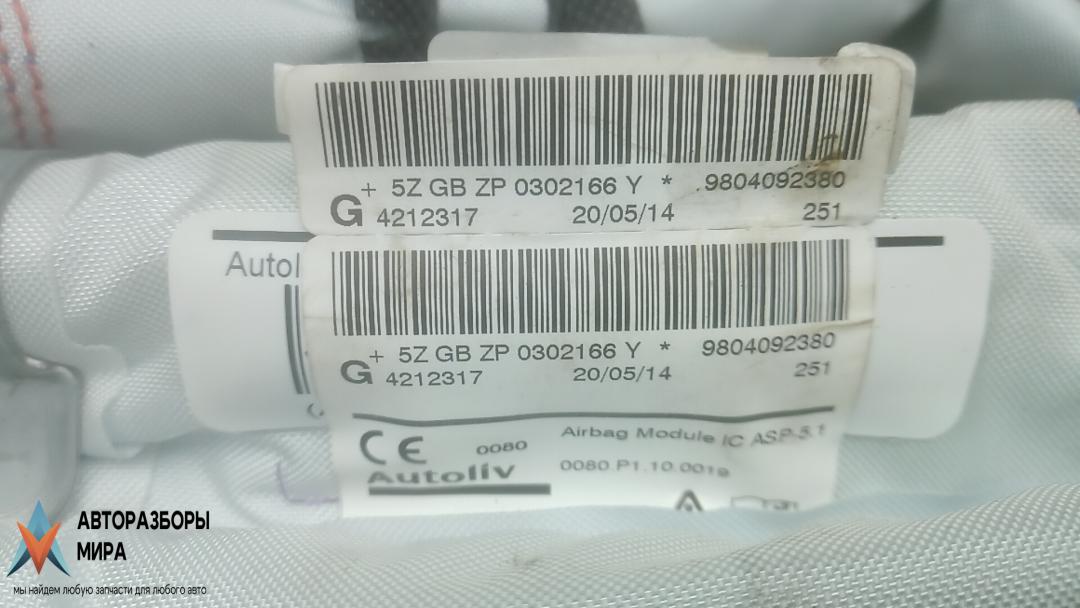 + 5Z GB ZP 0302166 Y * 9804092380
G 4212317 20/05/14 251
Autol
+ 5Z GB ZP 0302166 Y * 9804092380
G 4212317 20/05/14 251
CE 0080 Airbag Module IC ASP-5.1
Autoliv 0080.P1.10.0019
АВТОРАЗБОРЫ
МИРА
мы найдем любую запчасти для любого авто